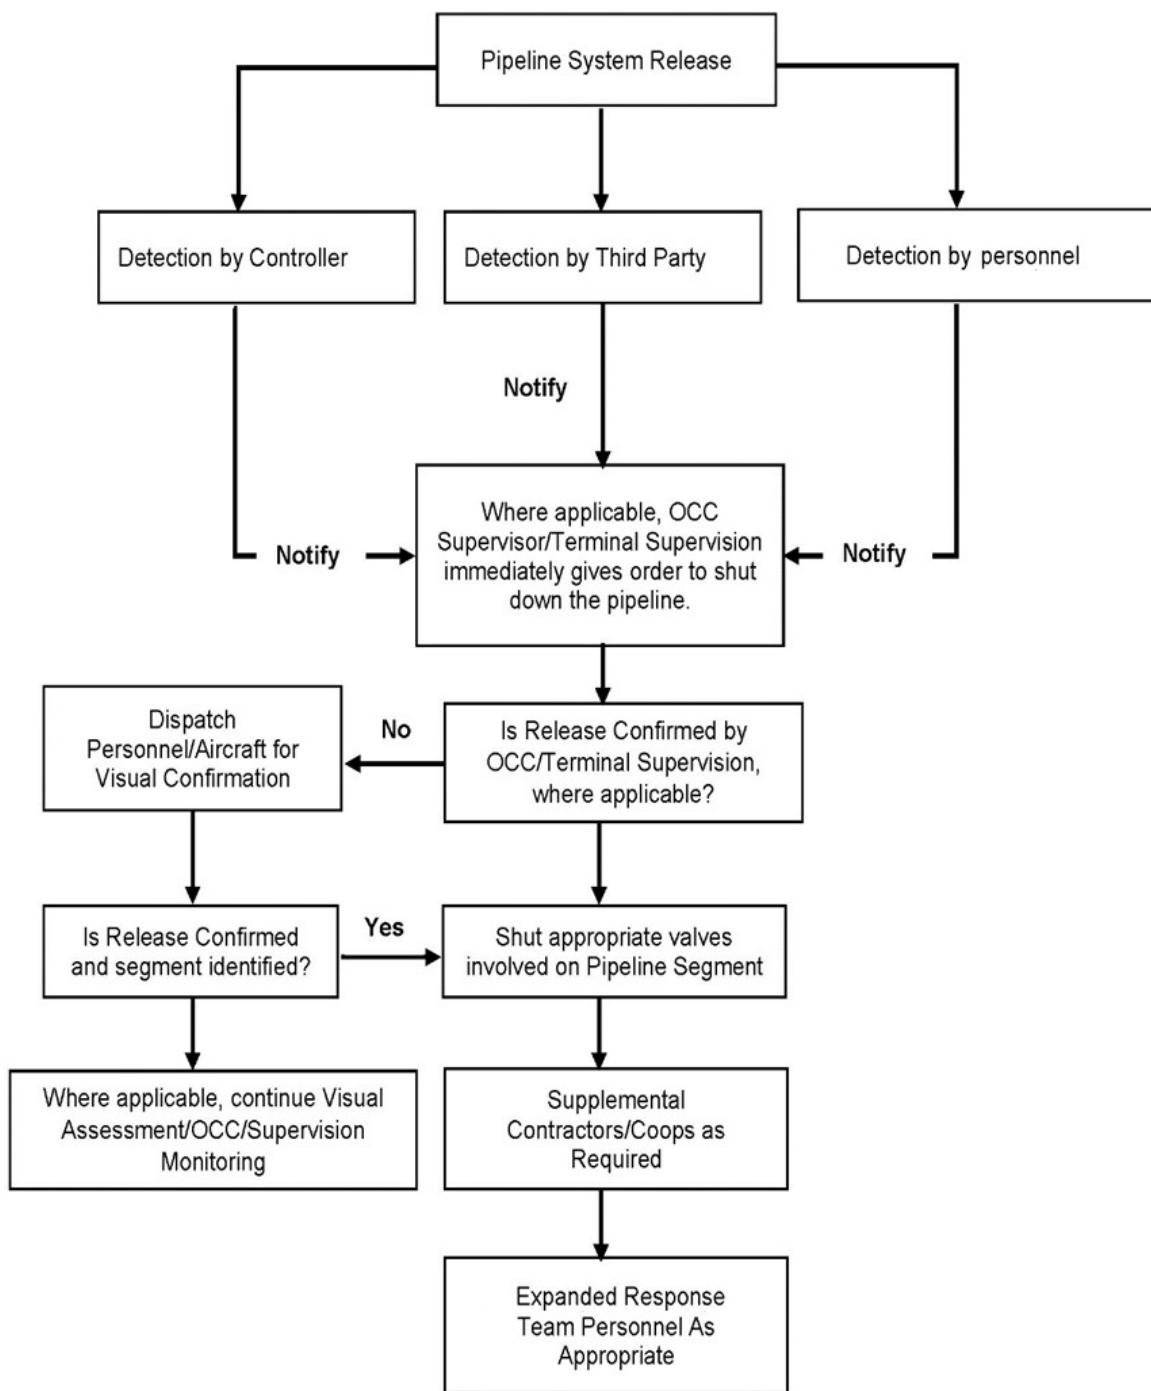 Pipeline System Release
Detection by Controller
Detection by Third Party
Detection by personnel
Notify
Where applicable, OCC
Supervisor/Terminal Supervision
immediately gives order to shut
down the pipeline.
Notify
Notify
Dispatch
Personnel/Aircraft for
Visual Confirmation
No
Is Release Confirmed by
OCC/Terminal Supervision,
where applicable?
Is Release Confirmed
and segment identified?
Yes
Shut appropriate valves
involved on Pipeline Segment
Where applicable, continue Visual
Assessment/OCC/Supervision
Monitoring
Supplemental
Contractors/Coops as
Required
Expanded Response
Team Personnel As
Appropriate